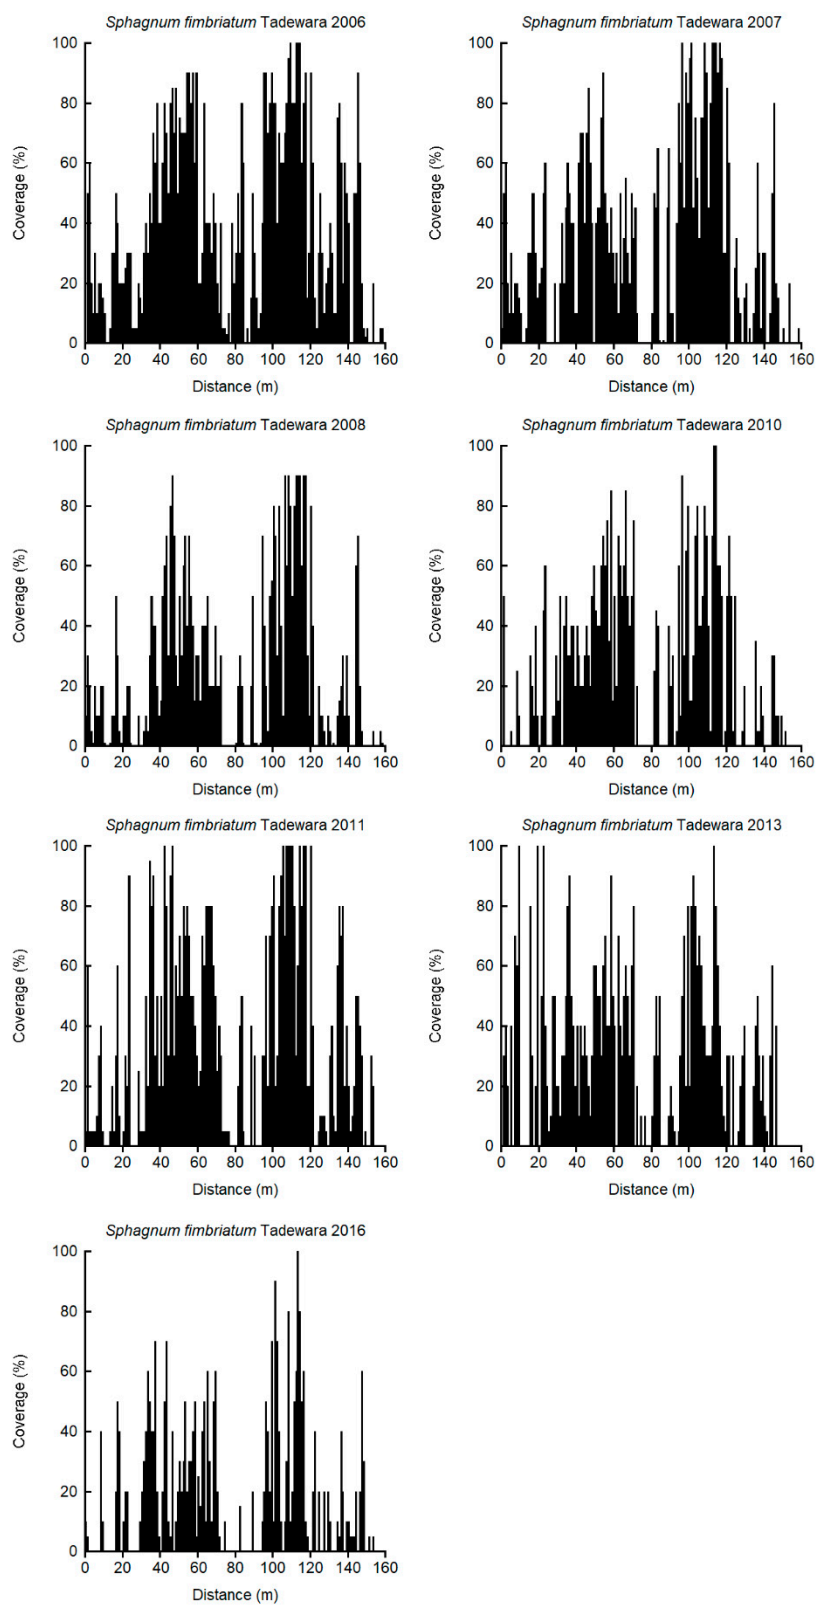 Sphagnum fimbriatum Tadewara 2006
100
80
60
40
20
0
Coverage (%)
0 20 40 60 80 100 120 140 160
Distance (m)
Sphagnum fimbriatum Tadewara 2007
100
80
60
40
20
0
Coverage (%)
0 20 40 60 80 100 120 140 160
Distance (m)
Sphagnum fimbriatum Tadewara 2008
100
80
60
40
20
0
Coverage (%)
0 20 40 60 80 100 120 140 160
Distance (m)
Sphagnum fimbriatum Tadewara 2010
100
80
60
40
20
0
Coverage (%)
0 20 40 60 80 100 120 140 160
Distance (m)
Sphagnum fimbriatum Tadewara 2011
100
80
60
40
20
0
Coverage (%)
0 20 40 60 80 100 120 140 160
Distance (m)
Sphagnum fimbriatum Tadewara 2013
100
80
60
40
20
0
Coverage (%)
0 20 40 60 80 100 120 140 160
Distance (m)
Sphagnum fimbriatum Tadewara 2016
100
80
60
40
20
0
Coverage (%)
0 20 40 60 80 100 120 140 160
Distance (m)